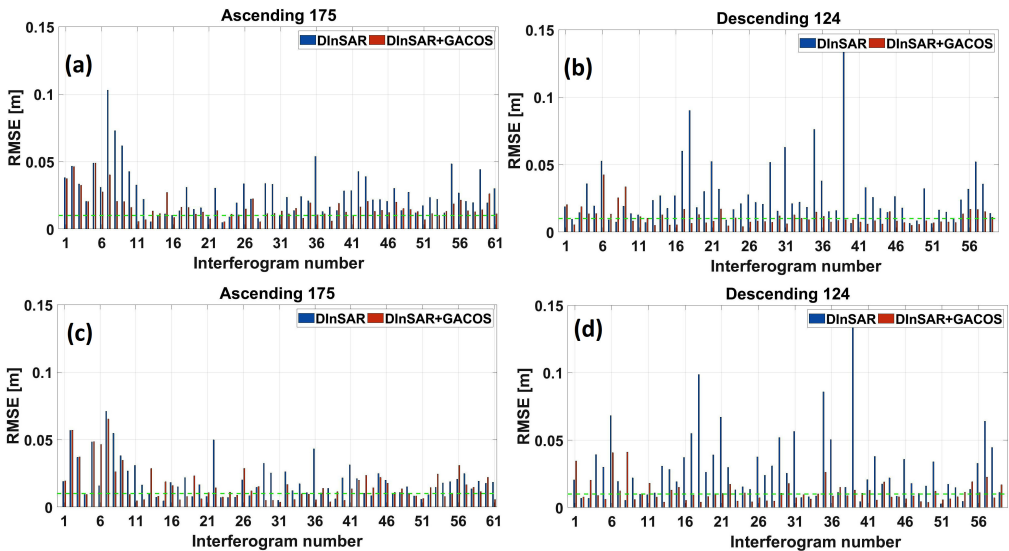 Ascending 175
0.15
DInSAR DInSAR+GACOS
(a)
0.1
RMSE [m]
0.05
0
1 6 11 16 21 26 31 36 41 46 51 56 61
Interferogram number
Descending 124
0.15
DInSAR DInSAR+GACOS
(b)
0.1
RMSE [m]
0.05
0
1 6 11 16 21 26 31 36 41 46 51 56
Interferogram number
Ascending 175
0.15
DInSAR DInSAR+GACOS
(c)
0.1
RMSE [m]
0.05
0
1 6 11 16 21 26 31 36 41 46 51 56 61
Interferogram number
Descending 124
0.15
DInSAR DInSAR+GACOS
(d)
0.1
RMSE [m]
0.05
0
1 6 11 16 21 26 31 36 41 46 51 56
Interferogram number